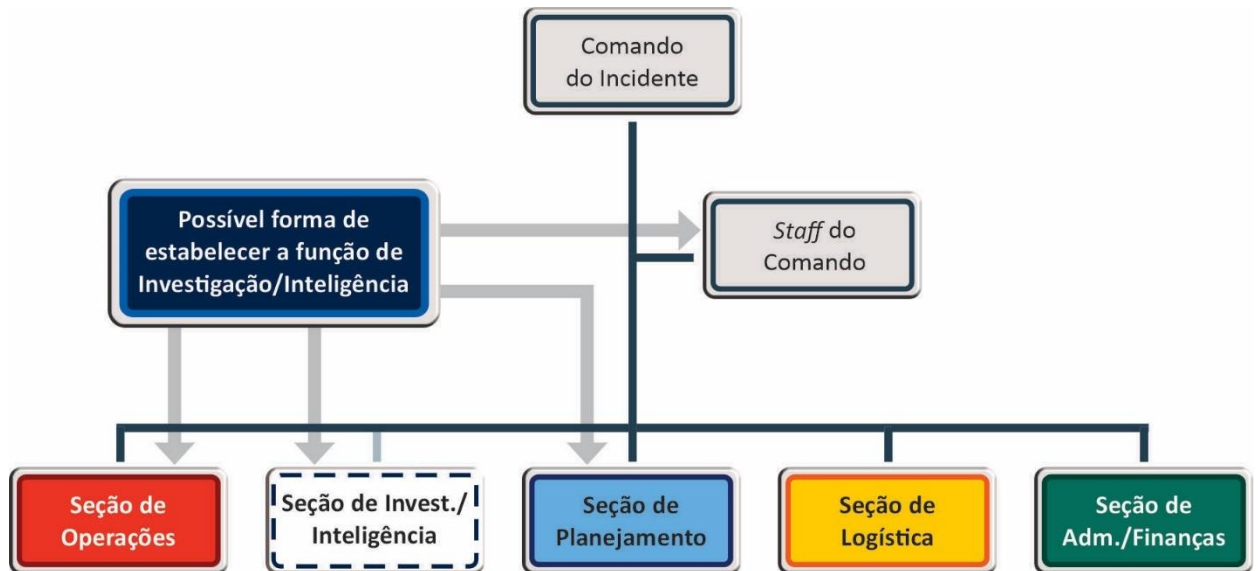 Comando
do Incidente
Possível forma de
estabelecer a função de
Investigação/Inteligência
Staff do
Comando
Seção de
Operações
Seção de Invest./
Inteligência
Seção de
Planejamento
Seção de
Logística
Seção de
Adm./Finanças